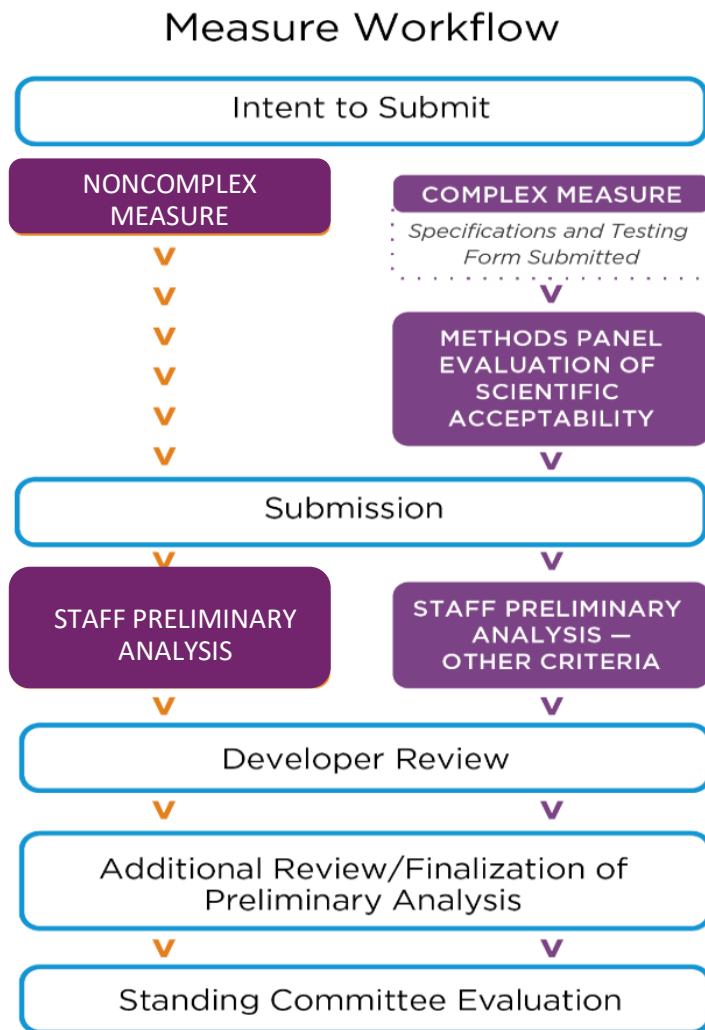 Measure Workflow
Intent to Submit
NONCOMPLEX
MEASURE
COMPLEX MEASURE
Specifications and Testing
Form Submitted
METHODS PANEL
EVALUATION OF
SCIENTIFIC
ACCEPTABILITY
Submission
STAFF PRELIMINARY
ANALYSIS
STAFF PRELIMINARY
ANALYSIS —
OTHER CRITERIA
Developer Review
Additional Review/Finalization of
Preliminary Analysis
Standing Committee Evaluation